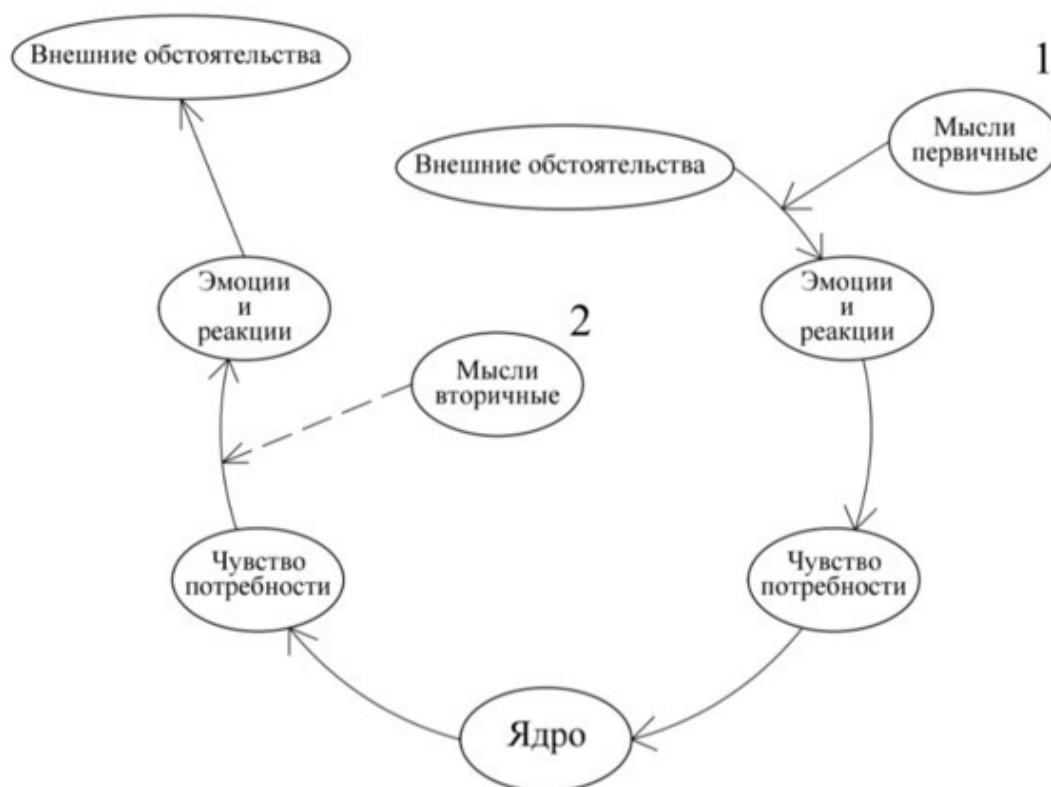 Внешние обстоятельства
1
Мысли
первичные
Внешние обстоятельства
Эмоции
и
реакции
Эмоции
и
реакции
2
Мысли
вторичные
Чувство
потребности
Чувство
потребности
Ядро